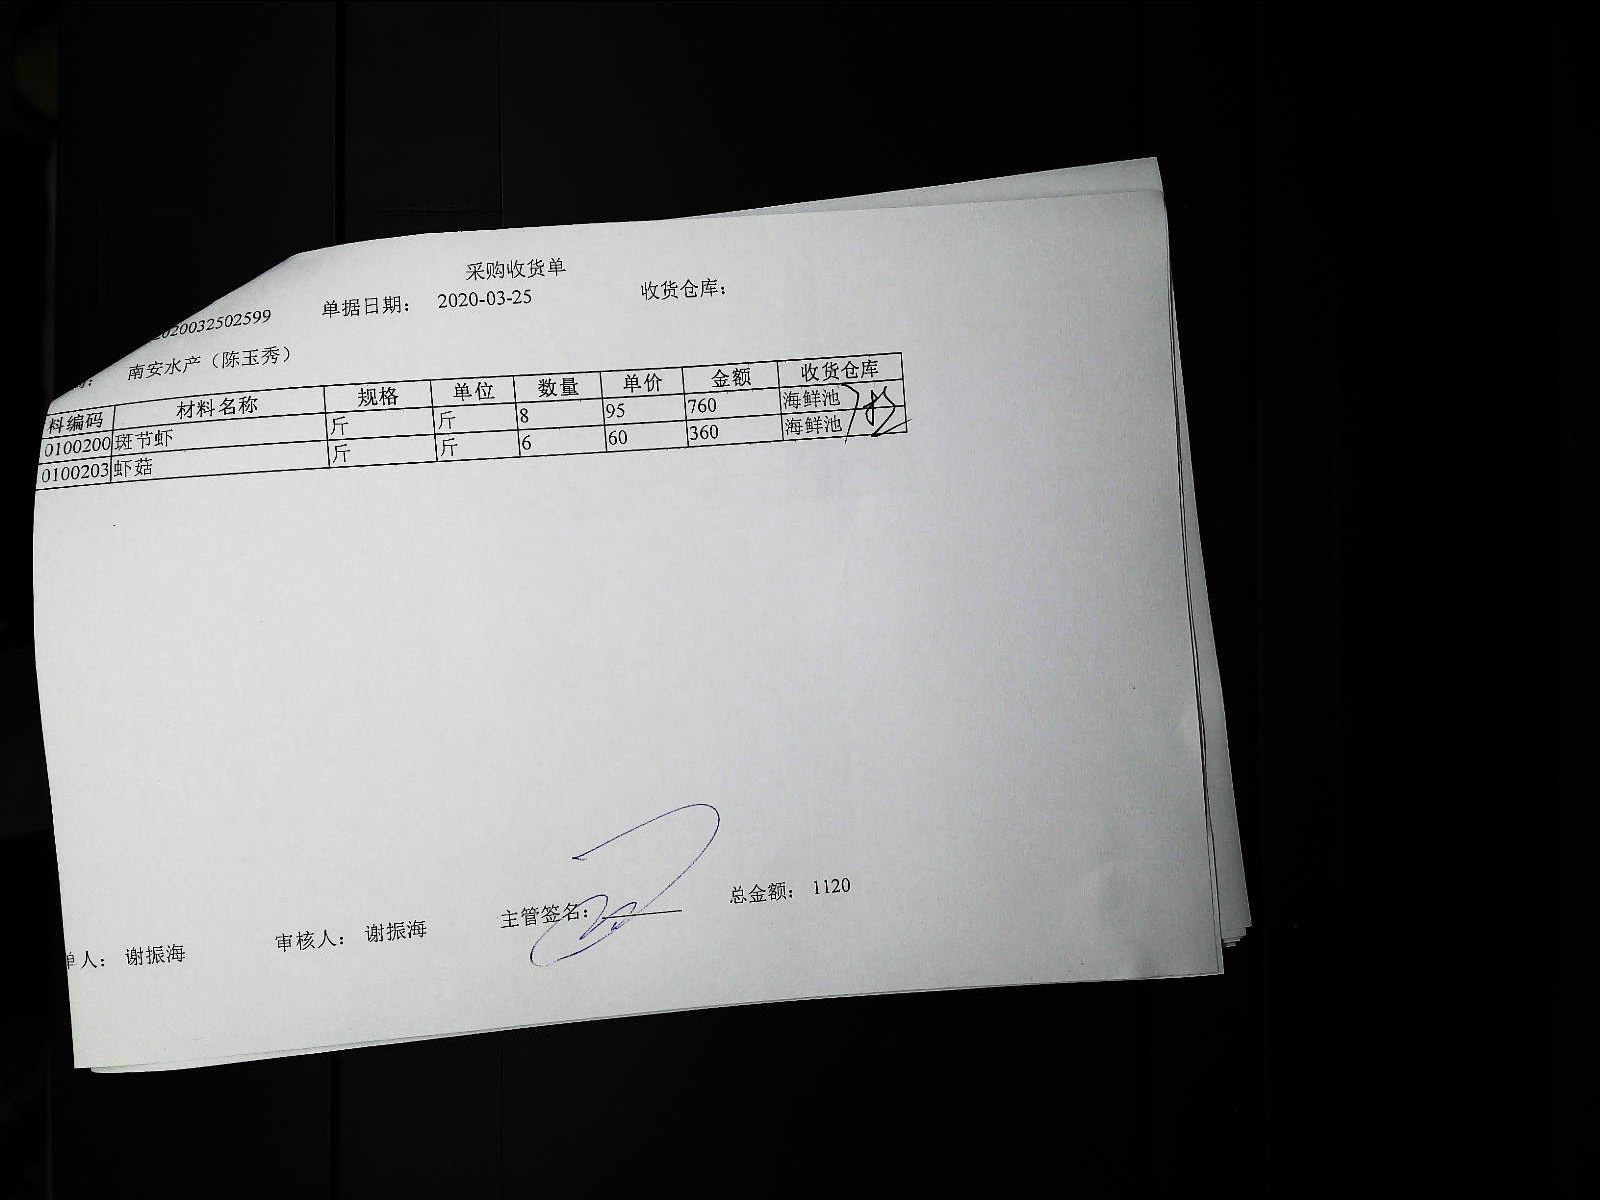 采购收货单
2020032502599 单据日期： 2020-03-25 收货仓库：
南安水产（陈玉秀）
料编码 材料名称 规格 单位 数量 单价 金额 收货仓库
0100200 斑节虾 斤 斤 8 95 760 海鲜池
0100203 虾菇 斤 斤 6 60 360 海鲜池
单人： 谢振海 审核人： 谢振海 主管签名： 总金额： 1120